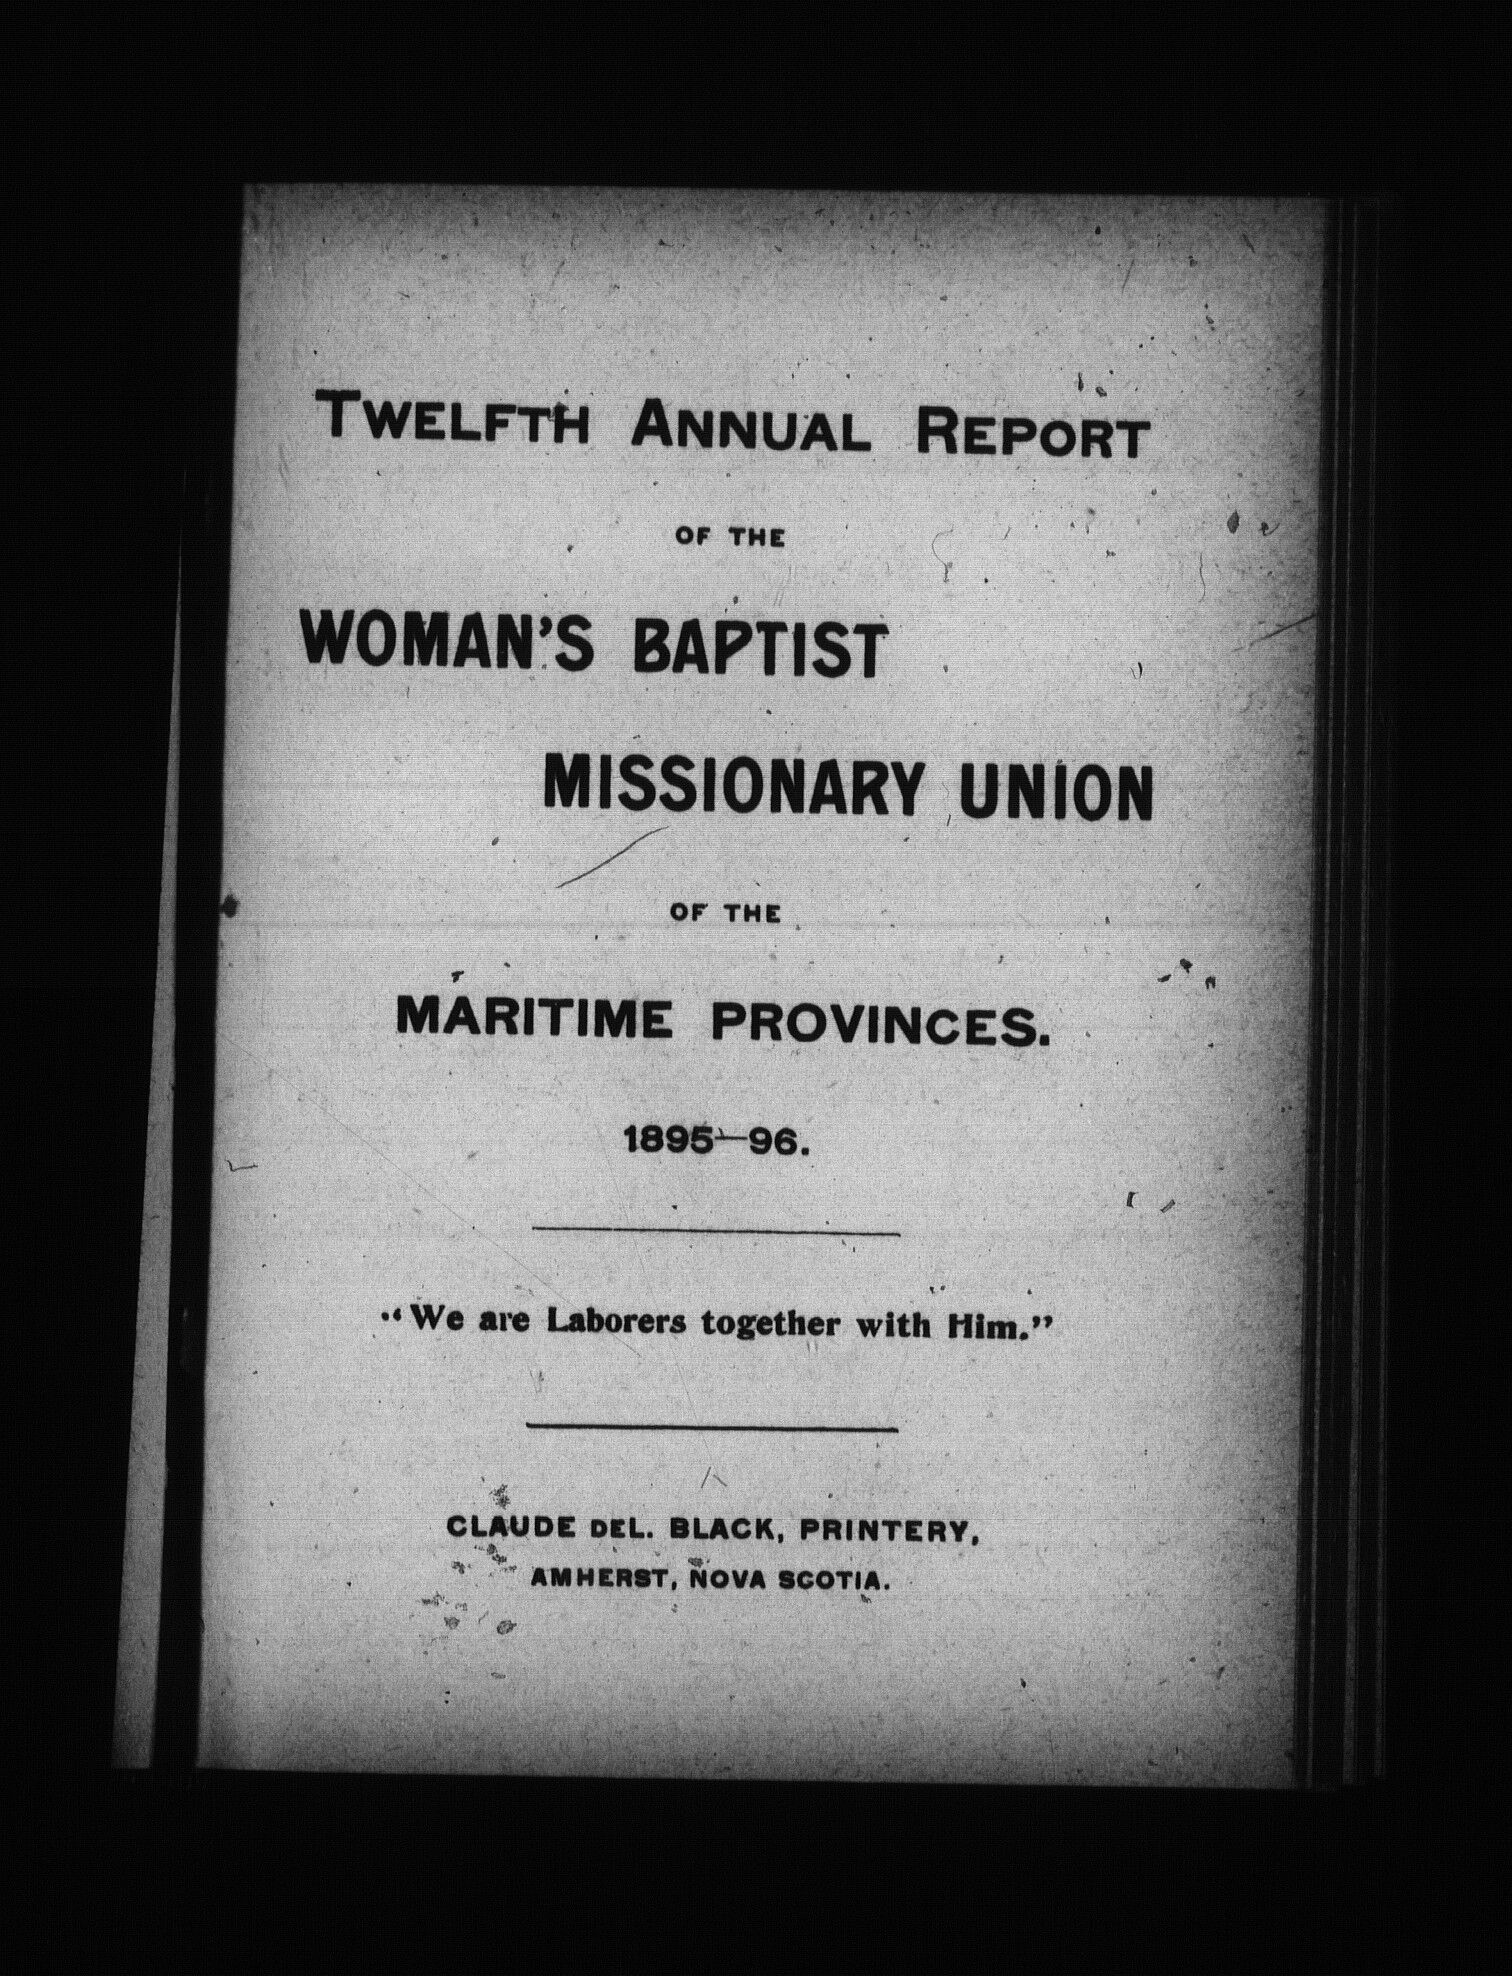 Twelfth Annual Report
OF THE
WOMAN'S BAPTIST
MISSIONARY UNION
OF THE
MARITIME PROVINCES.
1895—96.
"We are Laborers together with Him."
CLAUDE DEL. BLACK, PRINTERY,
AMHERST, NOVA SCOTIA.